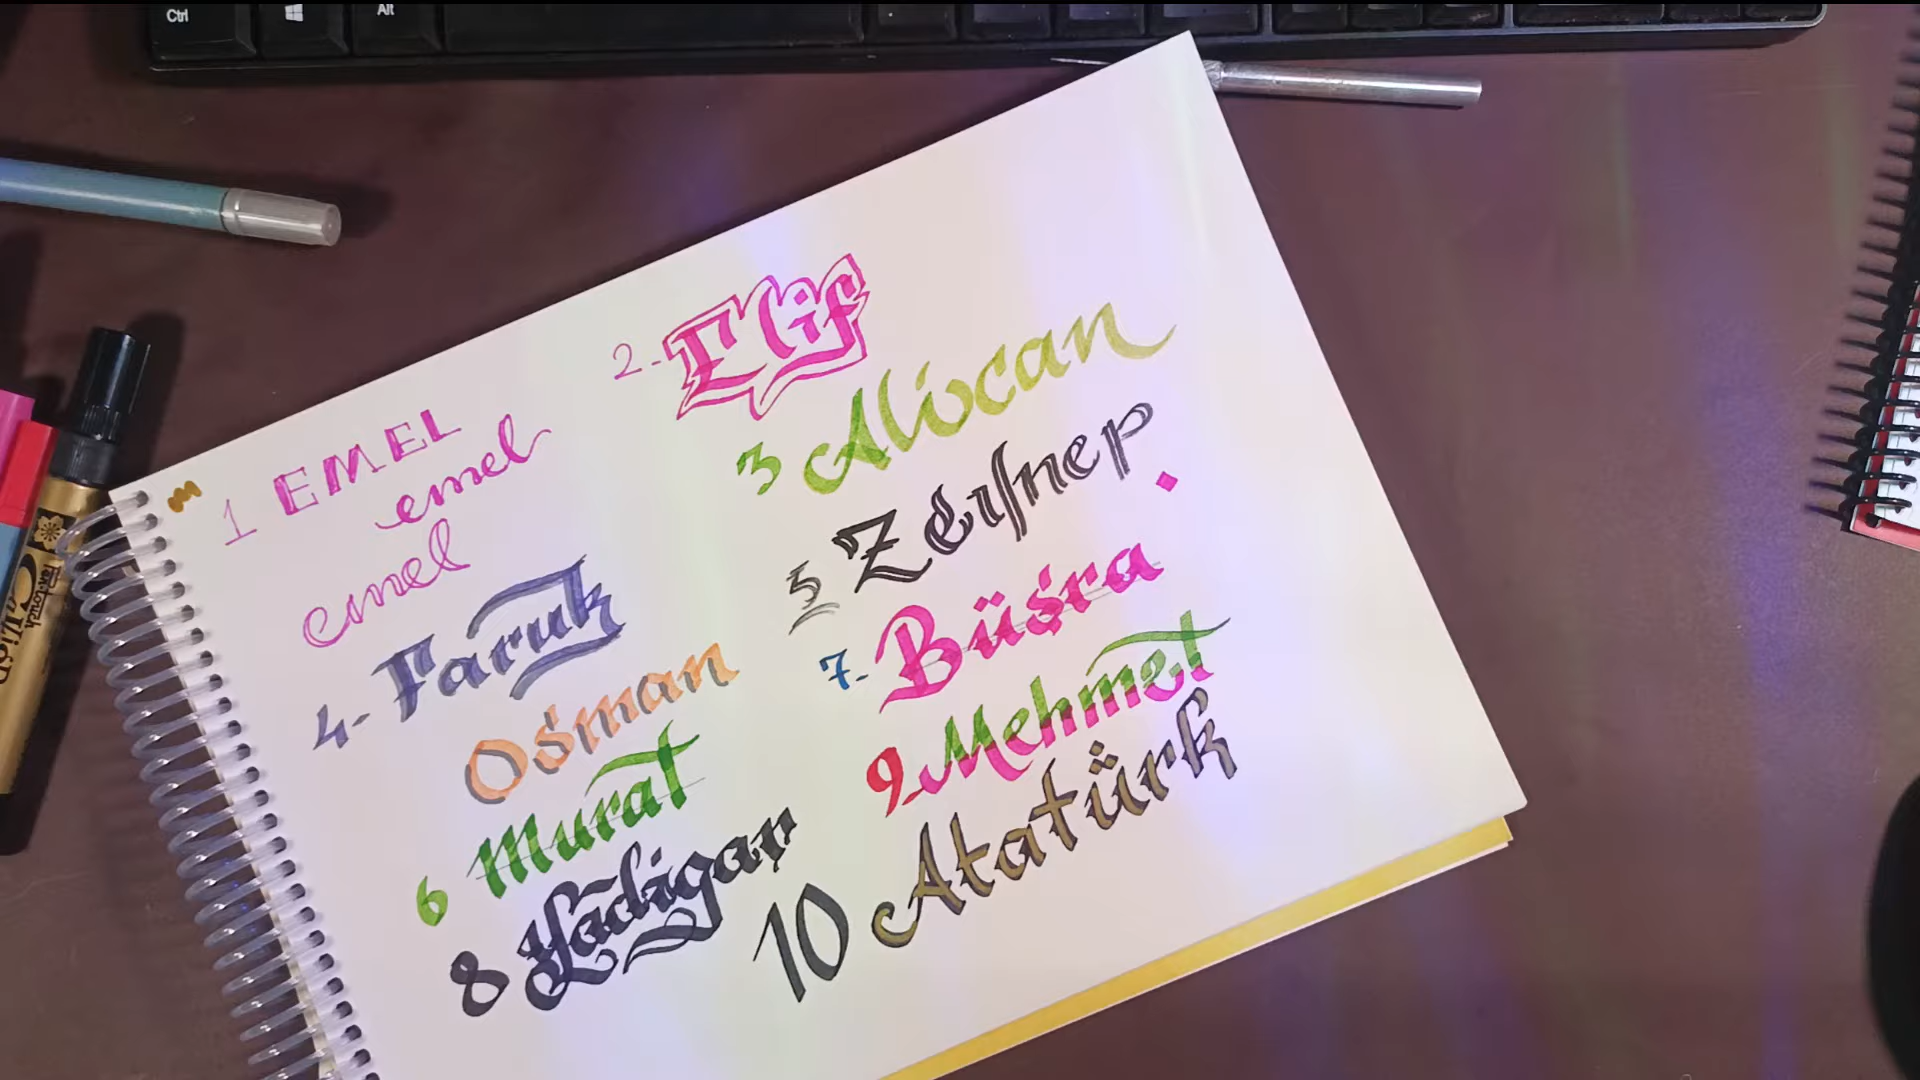 Ctrl
Alt
1 EMEL
emel
emel
2- Elif
3 Alican
4- Faruk
Osman
5 Zeynep
6 Murat
7- Büşra
8 Yadigar
9- Mehmet
10 Atatürk